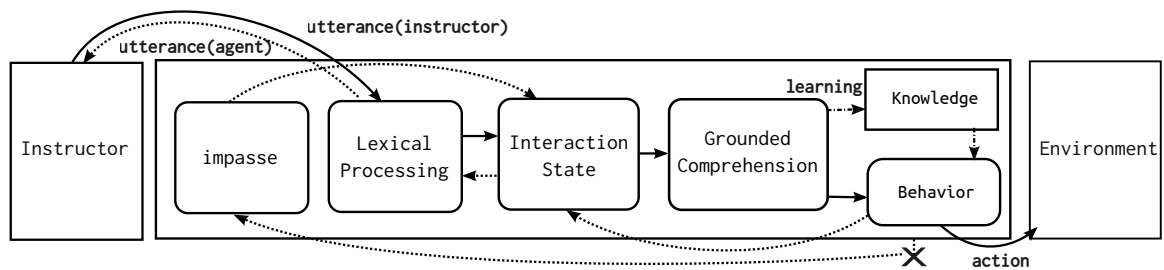 utterance(instructor)
utterance(agent)
learning
Knowledge
Instructor
impasse
Lexical
Processing
Interaction
State
Grounded
Comprehension
Behavior
Environment
action